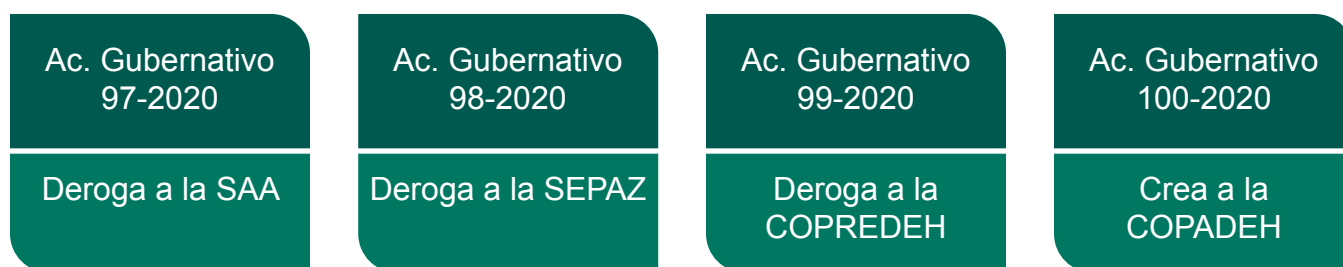 Ac. Gubernativo
97-2020
Deroga a la SAA
Ac. Gubernativo
98-2020
Deroga a la SEPAZ
Ac. Gubernativo
99-2020
Deroga a la
COPREDEH
Ac. Gubernativo
100-2020
Crea a la
COPADEH